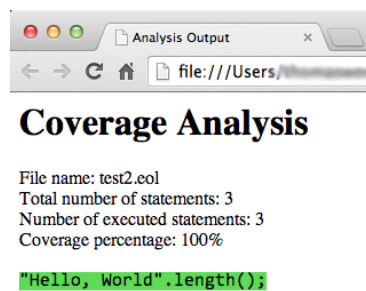 Analysis Output
file:///Users/
Coverage Analysis
File name: test2.eol
Total number of statements: 3
Number of executed statements: 3
Coverage percentage: 100%
"Hello, World".length();